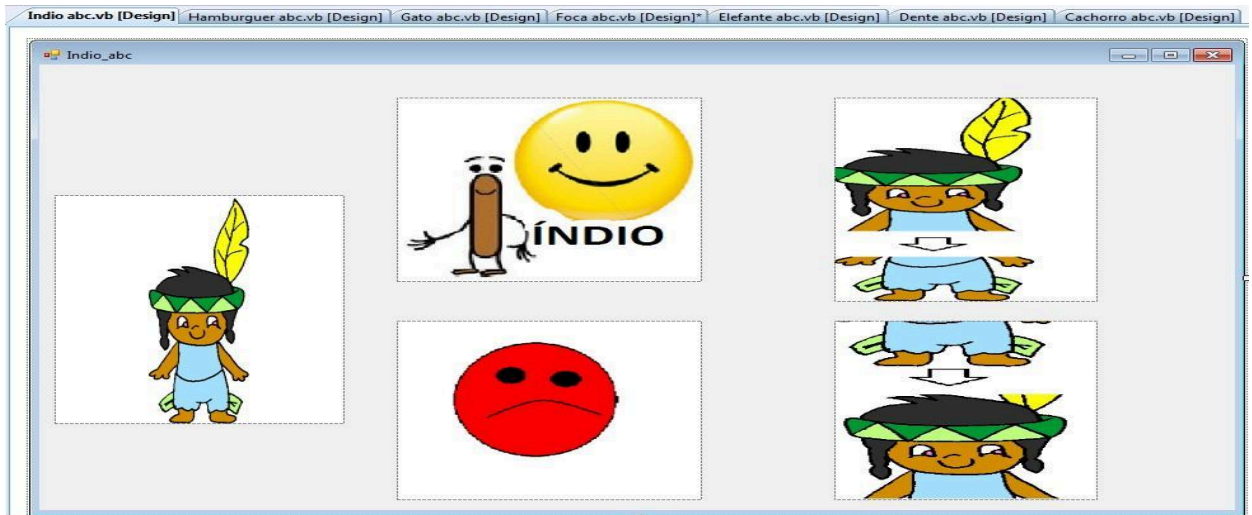 Indio abc.vb [Design] Hamburguer abc.vb [Design] Gato abc.vb [Design] Foca abc.vb [Design]* Elefante abc.vb [Design] Dente abc.vb [Design] Cachorro abc.vb [Design]
Indio_abc
ÍNDIO